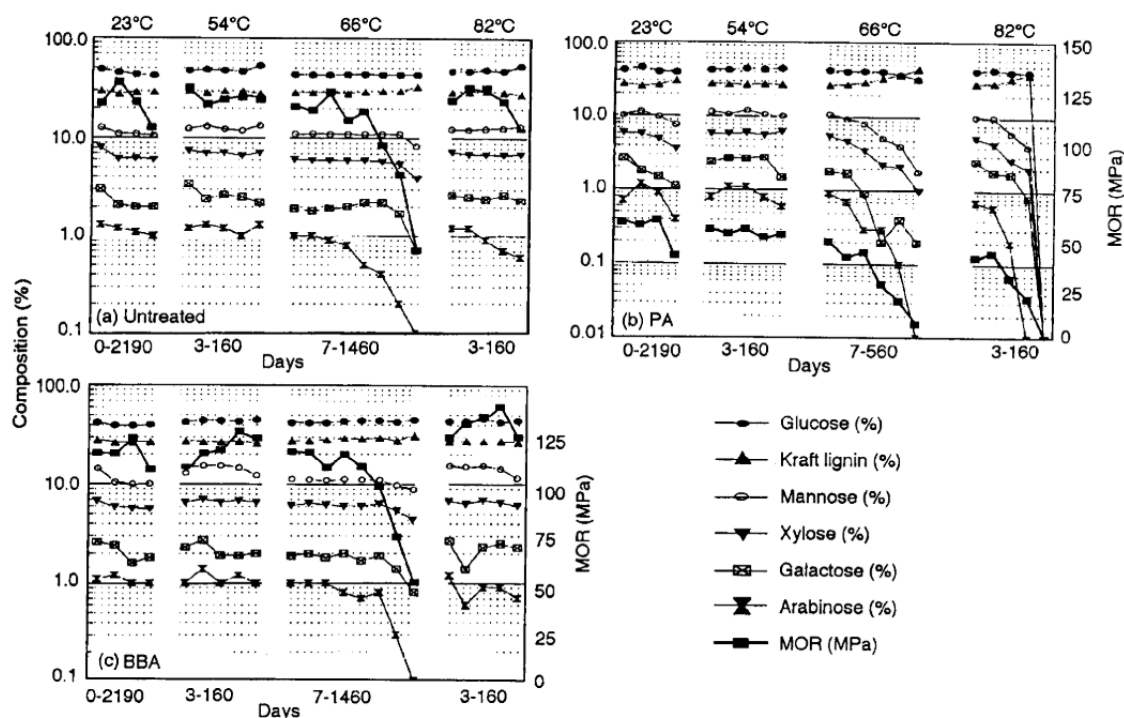 23°C 54°C 66°C 82°C
100.0
10.0
1.0
0.1
(a) Untreated
0-2190 3-160 7-1460 3-160
Days
23°C 54°C 66°C 82°C
100.0
10.0
1.0
0.1
0.01
150
125
100
75
50
25
0
MOR (MPa)
(b) PA
0-2190 3-160 7-560 3-160
Days
Composition (%)
100.0
10.0
1.0
0.1
125
100
75
50
25
0
MOR (MPa)
(c) BBA
0-2190 3-160 7-1460 3-160
Days
Glucose (%)
Kraft lignin (%)
Mannose (%)
Xylose (%)
Galactose (%)
Arabinose (%)
MOR (MPa)